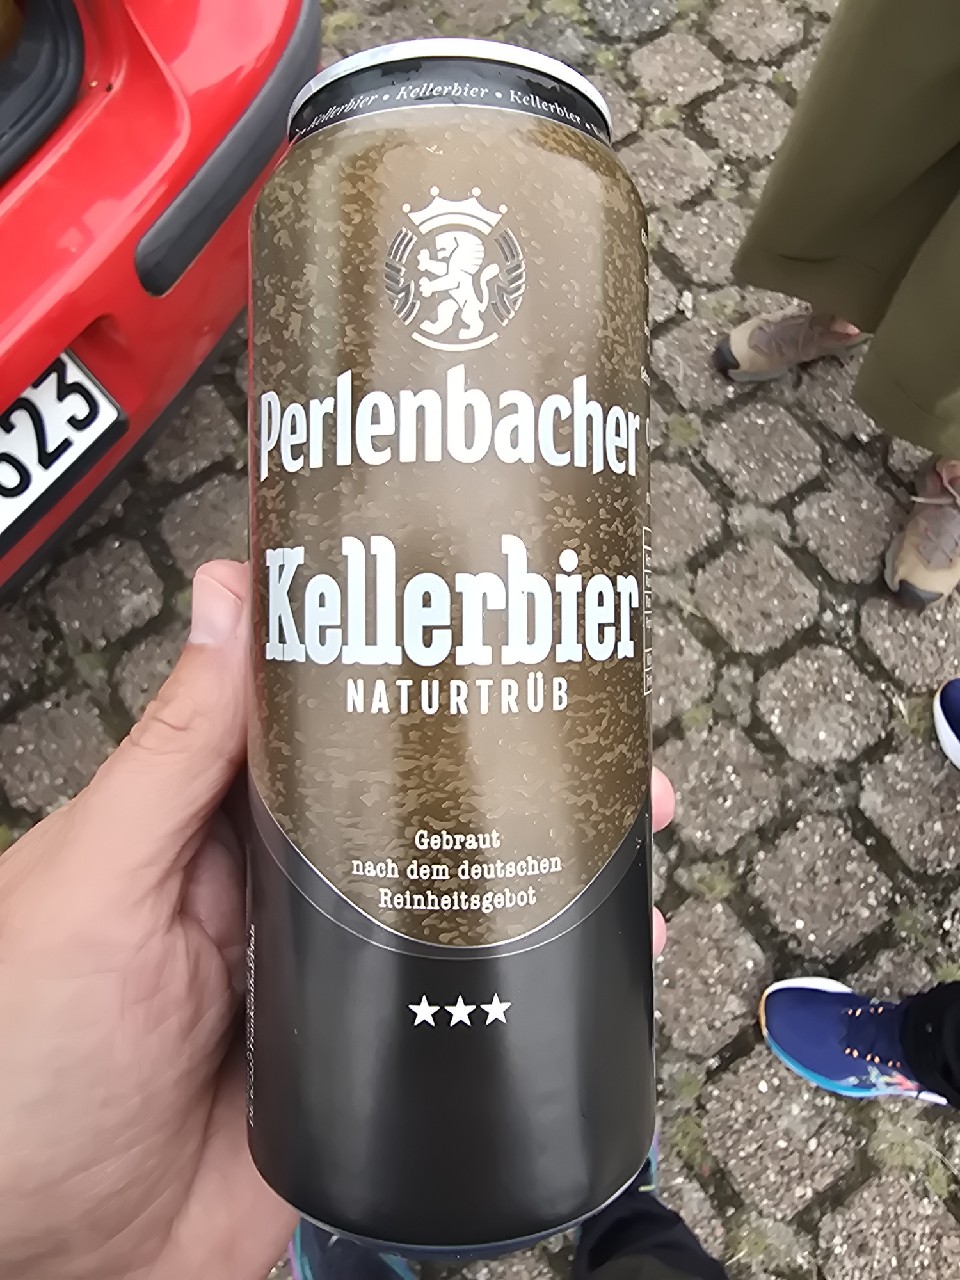 Kellerbier • Kellerbier • Kellerbier •
Perlenbacher
Kellerbier
NATURTRÜB
Gebraut
nach dem deutschen
Reinheitsgebot
623